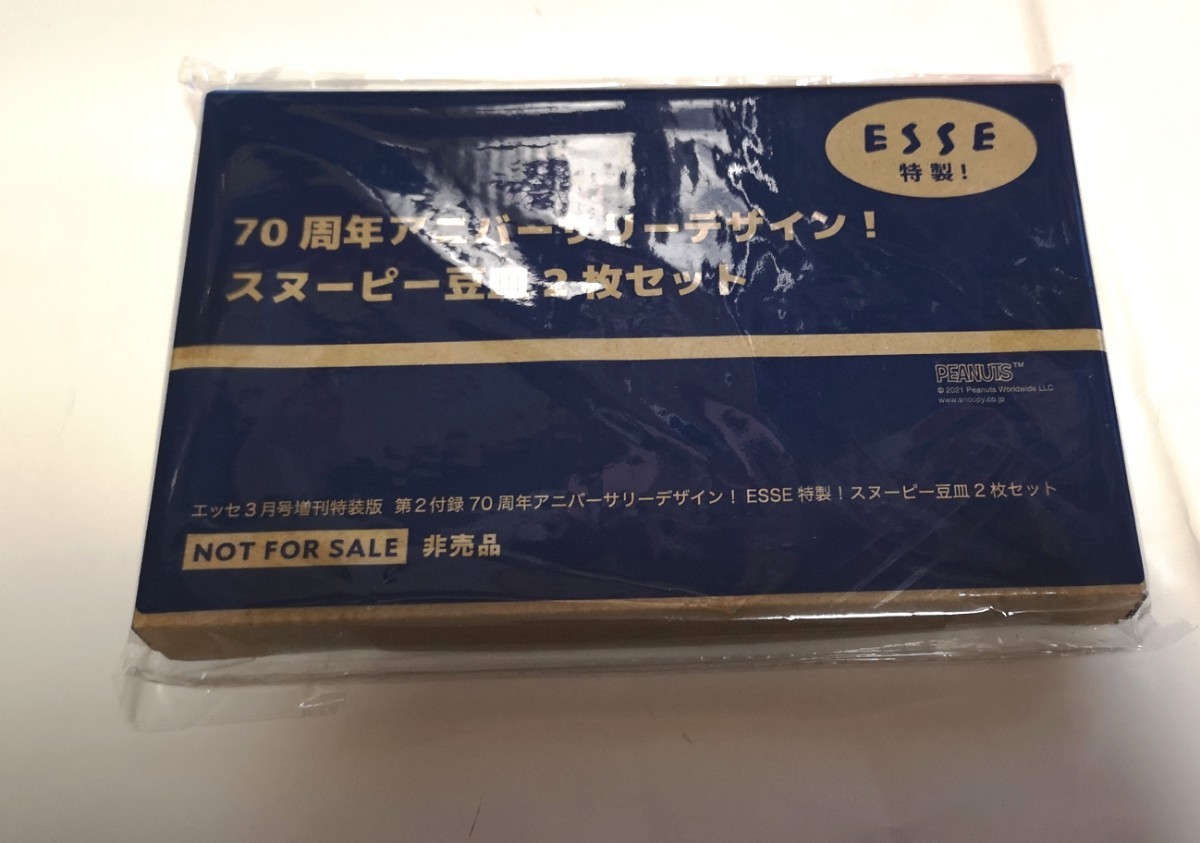 ESSE
特製!
70周年アニバーサリーデザイン!
スヌーピー豆皿2枚セット
PEANUTS™
© 2021 Peanuts Worldwide LLC
www.snoopy.co.jp
エッセ3月号増刊特装版 第2付録 70周年アニバーサリーデザイン! ESSE特製! スヌーピー豆皿2枚セット
NOT FOR SALE 非売品